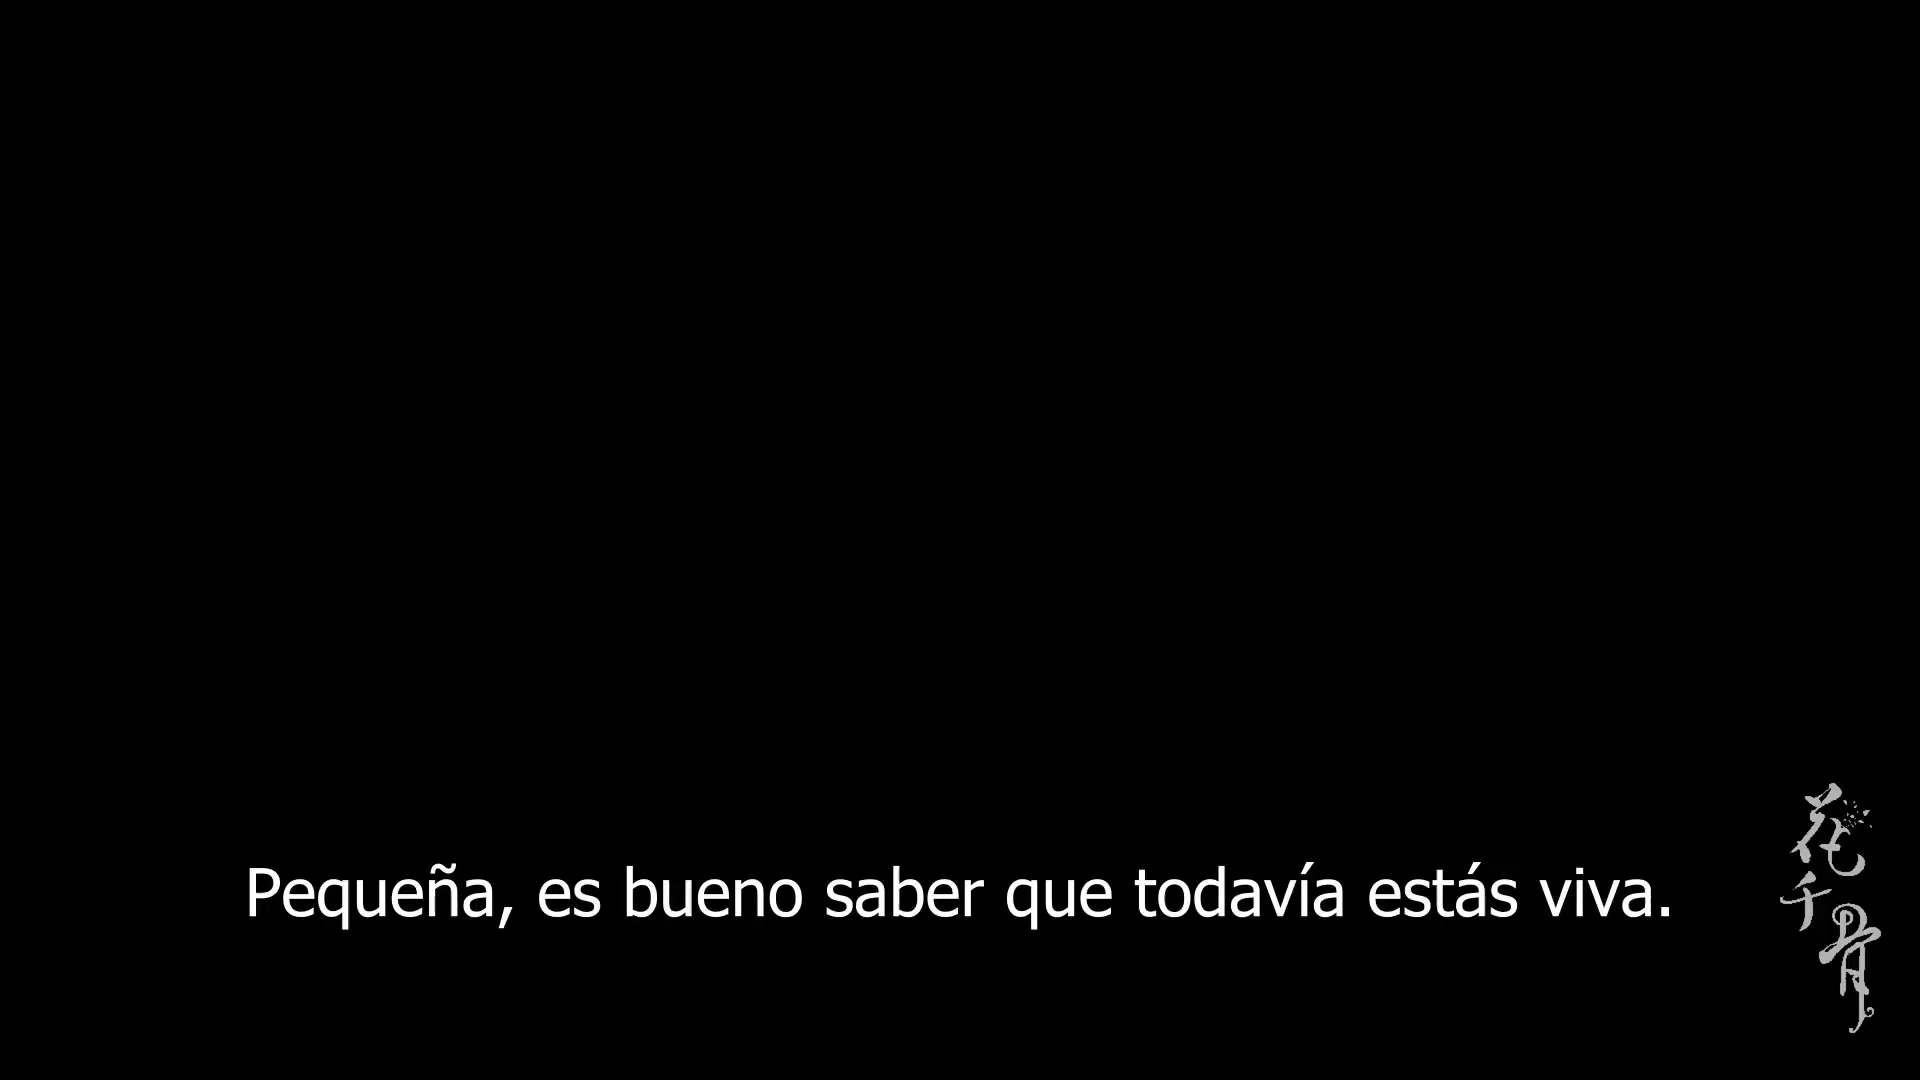 Pequeña, es bueno saber que todavía estás viva.
花千骨